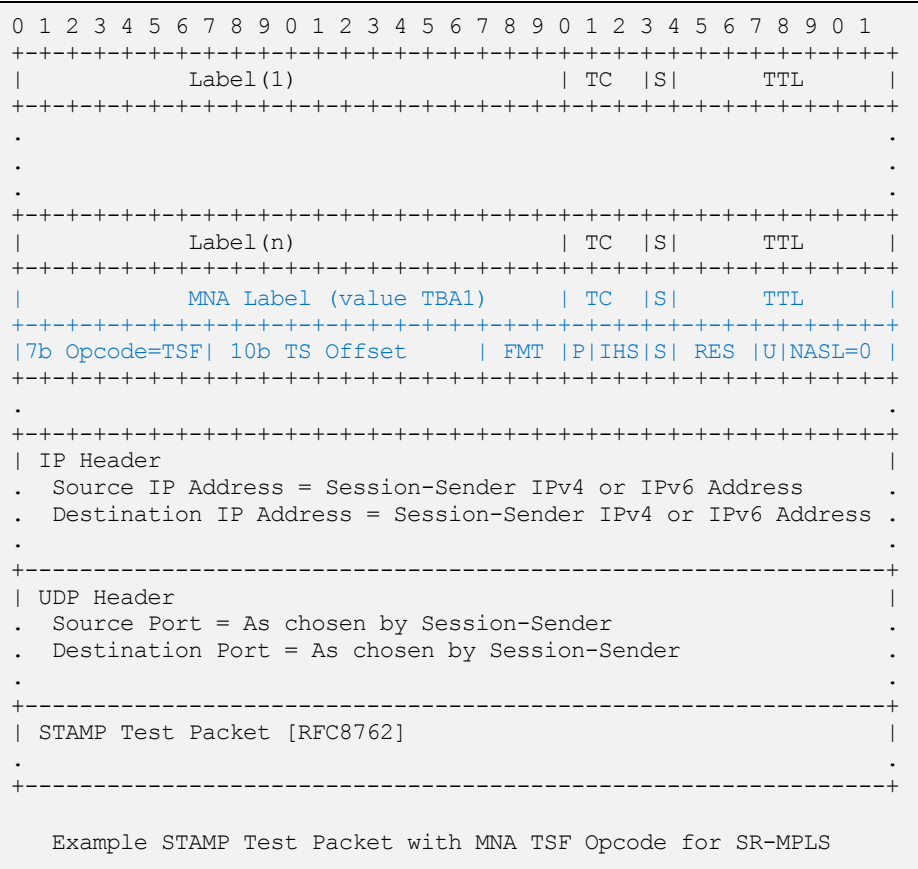 0 1 2 3 4 5 6 7 8 9 0 1 2 3 4 5 6 7 8 9 0 1 2 3 4 5 6 7 8 9 0 1
+-+-+-+-+-+-+-+-+-+-+-+-+-+-+-+-+-+-+-+-+-+-+-+-+-+-+-+-+-+-+-+-+
|            Label(1)                   | TC  |S|      TTL      |
+-+-+-+-+-+-+-+-+-+-+-+-+-+-+-+-+-+-+-+-+-+-+-+-+-+-+-+-+-+-+-+-+
.                                                               .
.                                                               .
.                                                               .
+-+-+-+-+-+-+-+-+-+-+-+-+-+-+-+-+-+-+-+-+-+-+-+-+-+-+-+-+-+-+-+-+
|            Label(n)                   | TC  |S|      TTL      |
+-+-+-+-+-+-+-+-+-+-+-+-+-+-+-+-+-+-+-+-+-+-+-+-+-+-+-+-+-+-+-+-+
|            MNA Label (value TBA1)     | TC  |S|      TTL      |
+-+-+-+-+-+-+-+-+-+-+-+-+-+-+-+-+-+-+-+-+-+-+-+-+-+-+-+-+-+-+-+-+
|7b Opcode=TSF| 10b TS Offset     | FMT |P|IHS|S| RES |U|NASL=0 |
+-+-+-+-+-+-+-+-+-+-+-+-+-+-+-+-+-+-+-+-+-+-+-+-+-+-+-+-+-+-+-+-+
.                                                               .
+-+-+-+-+-+-+-+-+-+-+-+-+-+-+-+-+-+-+-+-+-+-+-+-+-+-+-+-+-+-+-+-+
| IP Header                                                     |
.  Source IP Address = Session-Sender IPv4 or IPv6 Address      .
.  Destination IP Address = Session-Sender IPv4 or IPv6 Address .
.                                                               .
+---------------------------------------------------------------+
| UDP Header                                                    |
.  Source Port = As chosen by Session-Sender                    .
.  Destination Port = As chosen by Session-Sender               .
.                                                               .
+---------------------------------------------------------------+
| STAMP Test Packet [RFC8762]                                   |
.                                                               .
+---------------------------------------------------------------+
Example STAMP Test Packet with MNA TSF Opcode for SR-MPLS